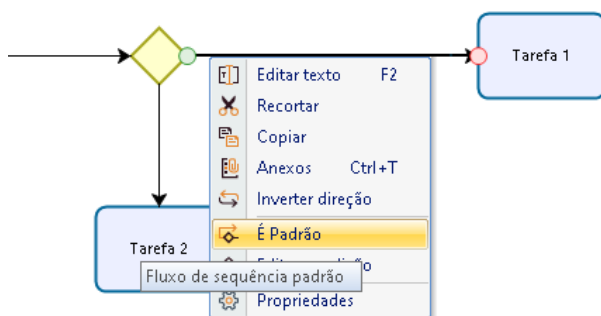 Tarefa 1
Editar texto F2
Recortar
Copiar
Anexos Ctrl+T
Inverter direção
É Padrão
Tarefa 2
Fluxo de sequência padrão
Propriedades